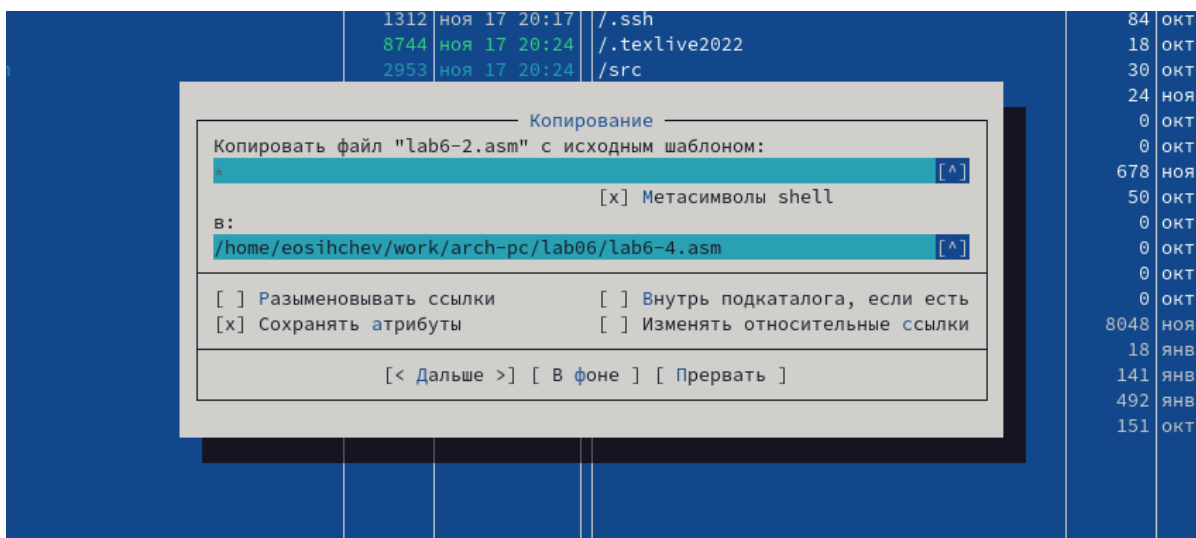 1312 ноя 17 20:17 /.ssh 84 окт
8744 ноя 17 20:24 /.texlive2022 18 окт
2953 ноя 17 20:24 /src 30 окт
24 ноя
Копирование 0 окт
Копировать файл "lab6-2.asm" с исходным шаблоном: 0 окт
* [^] 678 ноя
[x] Метасимволы shell 50 окт
в: 0 окт
/home/eosihchev/work/arch-pc/lab06/lab6-4.asm [^] 0 окт
0 окт
[ ] Разыменовывать ссылки [ ] Внутрь подкаталога, если есть 0 окт
[x] Сохранять атрибуты [ ] Изменять относительные ссылки 8048 ноя
18 янв
[< Дальше >] [ В фоне ] [ Прервать ] 141 янв
492 янв
151 окт